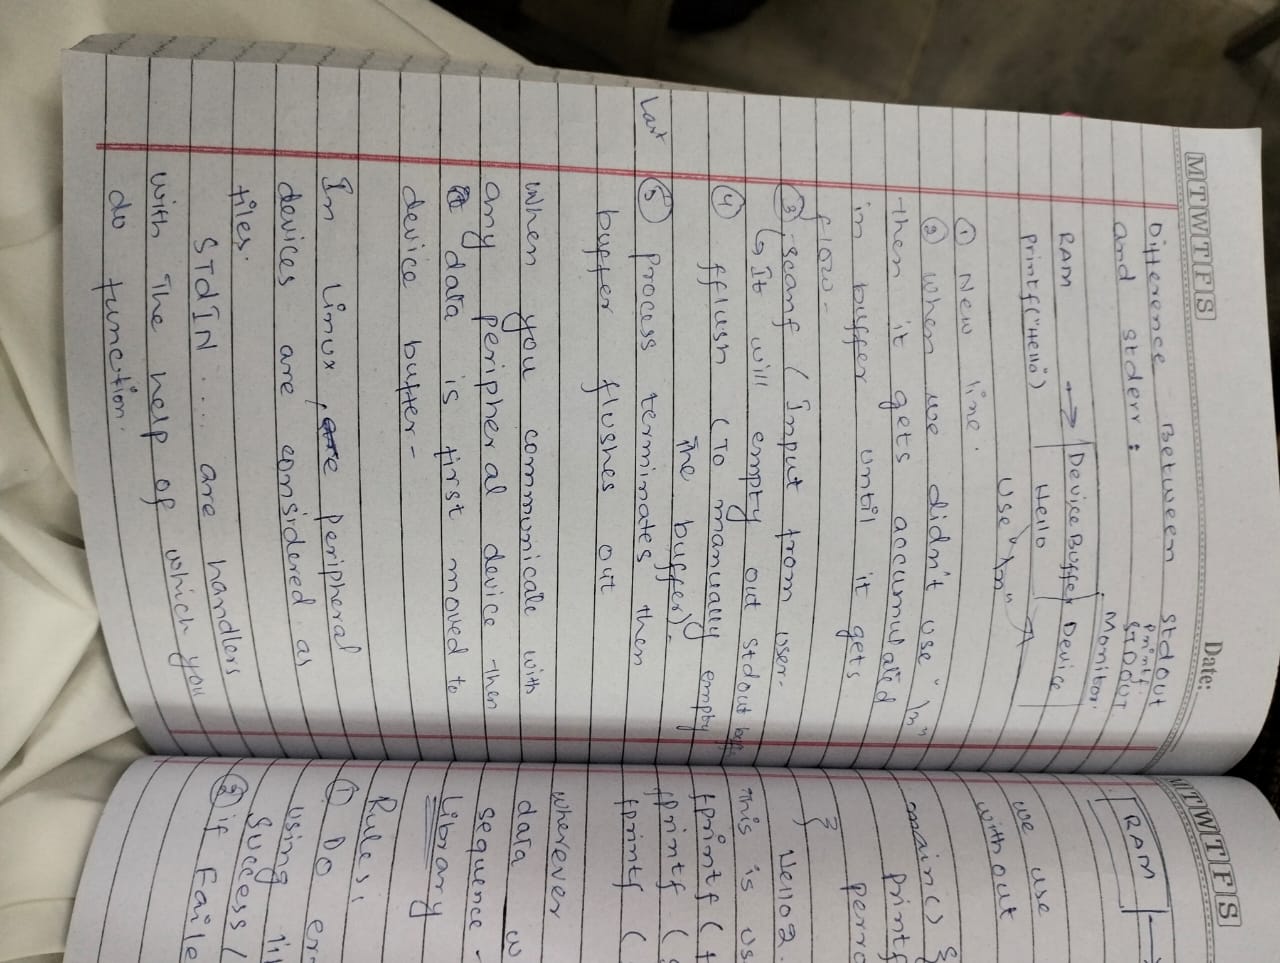 Date:
MTWTFS
Difference Between stdout
and stderr :
printf
STDOUT
Monitor
RAM → Device Buffer Device
printf("Hello") Hello
Use "\n"
① New line.
② when we didn't use "\n"
then it gets accumulated
in buffer until it gets
flow.
③ scanf (Input from user.
↳ It will empty out stdout
④ fflush (To manually empty
The buffer).
Last ⑤ process terminates then
buffer flushes out
When you communicate with
any peripheral device then
data is first moved to
device buffer.
In Linux, peripheral
devices are considered as
files.
STdIN .... are handlers
with The help of which you
do function.
MTWTFS
RAM
we use
without
main() {
printf
perro
}
Hello2
This is us
fprintf (
fprintf (
fprintf (
wherever
data w
sequence
Library
Rules:
① DO err
using li
Success /
② if Faile